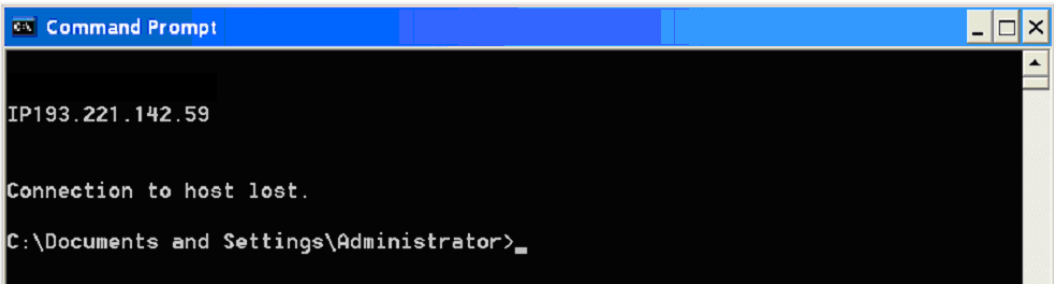 Command Prompt
IP193.221.142.59
Connection to host lost.
C:\Documents and Settings\Administrator>_